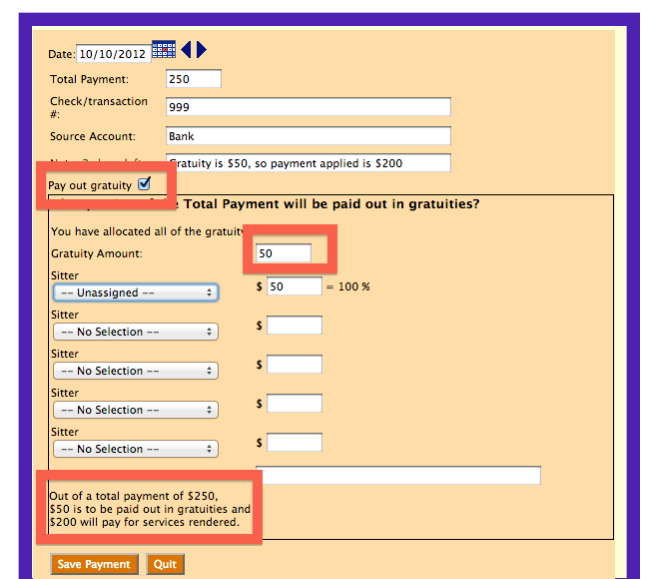 Date: 10/10/2012
Total Payment: 250
Check/transaction
#: 999
Source Account: Bank
Gratuity is $50, so payment applied is $200
Pay out gratuity
Total Payment will be paid out in gratuities?
You have allocated all of the gratuity
Gratuity Amount: 50
Sitter
-- Unassigned -- $ 50 = 100 %
Sitter
-- No Selection -- $
Sitter
-- No Selection -- $
Sitter
-- No Selection -- $
Sitter
-- No Selection -- $
Out of a total payment of $250,
$50 is to be paid out in gratuities and
$200 will pay for services rendered.
Save Payment Quit